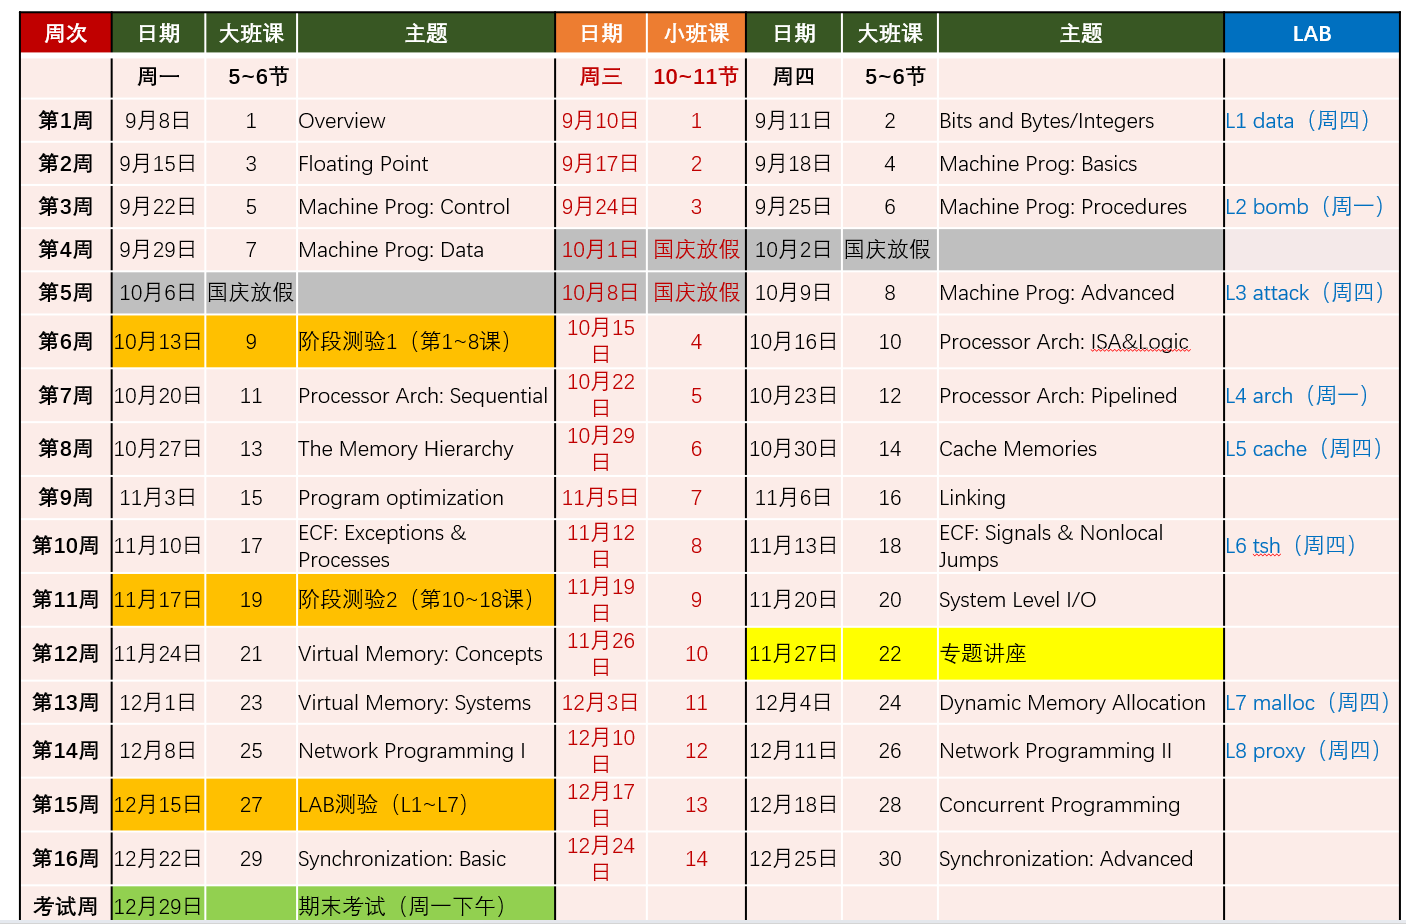 周次 日期 大班课 主题 日期 小班课 日期 大班课 主题 LAB
周一 5~6节 周三 10~11节 周四 5~6节
第1周 9月8日 1 Overview 9月10日 1 9月11日 2 Bits and Bytes/Integers L1 data（周四）
第2周 9月15日 3 Floating Point 9月17日 2 9月18日 4 Machine Prog: Basics
第3周 9月22日 5 Machine Prog: Control 9月24日 3 9月25日 6 Machine Prog: Procedures L2 bomb（周一）
第4周 9月29日 7 Machine Prog: Data 10月1日 国庆放假 10月2日 国庆放假
第5周 10月6日 国庆放假 10月8日 国庆放假 10月9日 8 Machine Prog: Advanced L3 attack（周四）
第6周 10月13日 9 阶段测验1（第1~8课） 10月15日 4 10月16日 10 Processor Arch: ISA&Logic
第7周 10月20日 11 Processor Arch: Sequential 10月22日 5 10月23日 12 Processor Arch: Pipelined L4 arch（周一）
第8周 10月27日 13 The Memory Hierarchy 10月29日 6 10月30日 14 Cache Memories L5 cache（周四）
第9周 11月3日 15 Program optimization 11月5日 7 11月6日 16 Linking
第10周 11月10日 17 ECF: Exceptions & Processes 11月12日 8 11月13日 18 ECF: Signals & Nonlocal Jumps L6 tsh（周四）
第11周 11月17日 19 阶段测验2（第10~18课） 11月19日 9 11月20日 20 System Level I/O
第12周 11月24日 21 Virtual Memory: Concepts 11月26日 10 11月27日 22 专题讲座
第13周 12月1日 23 Virtual Memory: Systems 12月3日 11 12月4日 24 Dynamic Memory Allocation L7 malloc（周四）
第14周 12月8日 25 Network Programming I 12月10日 12 12月11日 26 Network Programming II L8 proxy（周四）
第15周 12月15日 27 LAB测验（L1~L7） 12月17日 13 12月18日 28 Concurrent Programming
第16周 12月22日 29 Synchronization: Basic 12月24日 14 12月25日 30 Synchronization: Advanced
考试周 12月29日 期末考试（周一下午）